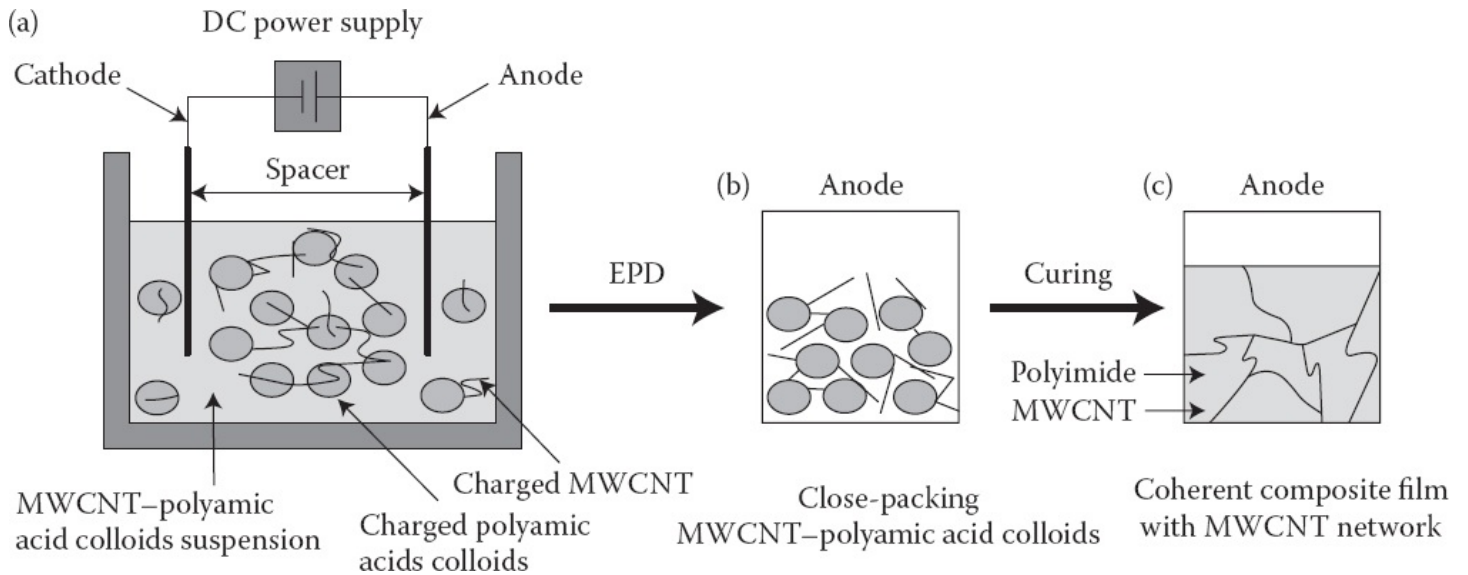 (a)
DC power supply
Cathode
Anode
Spacer
MWCNT–polyamic
acid colloids suspension
Charged MWCNT
Charged polyamic
acids colloids
EPD
(b)
Anode
Close-packing
MWCNT–polyamic acid colloids
Curing
(c)
Anode
Polyimide
MWCNT
Coherent composite film
with MWCNT network